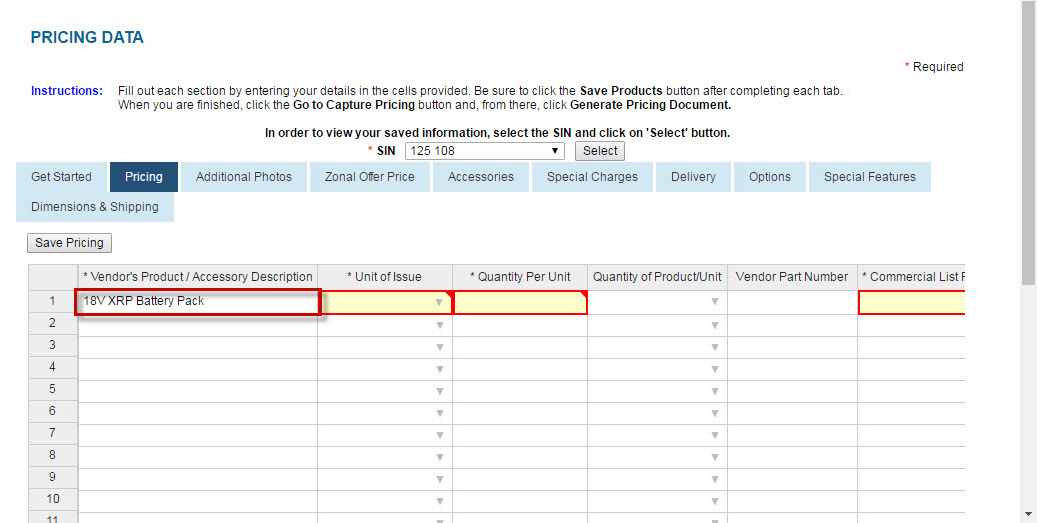 PRICING DATA
* Required
Instructions: Fill out each section by entering your details in the cells provided. Be sure to click the Save Products button after completing each tab.
When you are finished, click the Go to Capture Pricing button and, from there, click Generate Pricing Document.
In order to view your saved information, select the SIN and click on 'Select' button.
* SIN 125 108 Select
Get Started Pricing Additional Photos Zonal Offer Price Accessories Special Charges Delivery Options Special Features
Dimensions & Shipping
Save Pricing
* Vendor's Product / Accessory Description * Unit of Issue * Quantity Per Unit Quantity of Product/Unit Vendor Part Number * Commercial List
1 18V XRP Battery Pack
2
3
4
5
6
7
8
9
10
11